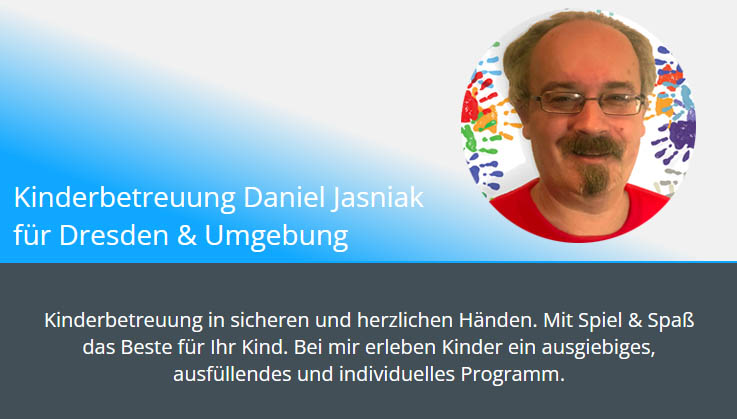 Kinderbetreuung Daniel Jasniak
für Dresden & Umgebung
Kinderbetreuung in sicheren und herzlichen Händen. Mit Spiel & Spaß
das Beste für Ihr Kind. Bei mir erleben Kinder ein ausgiebiges,
ausfüllendes und individuelles Programm.